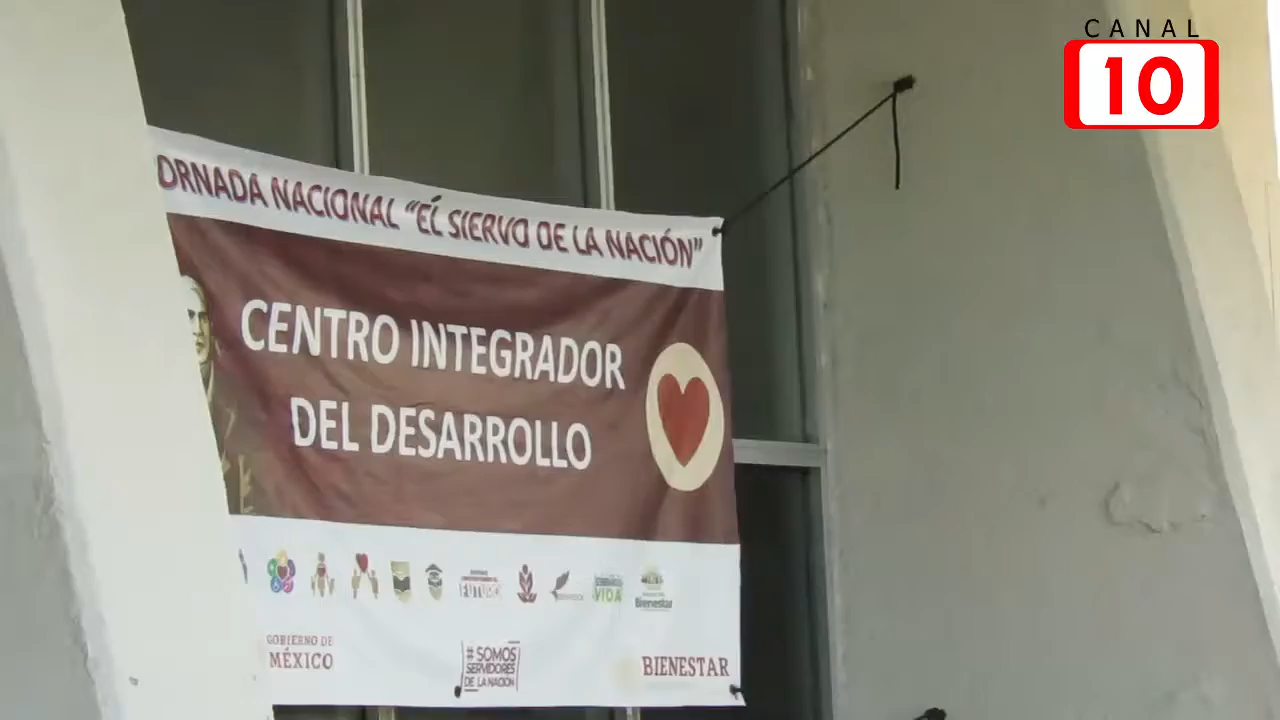 CANAL
10
ORNADA NACIONAL "EL SIERVO DE LA NACIÓN"
CENTRO INTEGRADOR
DEL DESARROLLO
FUTURO
VIDA
Bienestar
GOBIERNO DE
MÉXICO
#SOMOS
SERVIDORES
DE LA NACIÓN
BIENESTAR